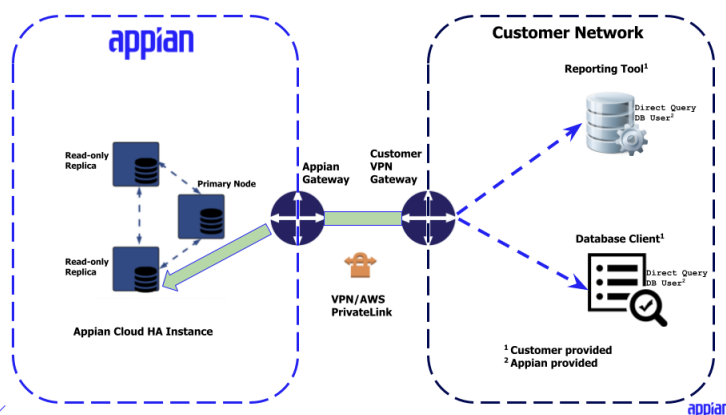 appian
Customer Network
Reporting Tool1
Direct Query
DB User2
Read-only
Replica
Primary Node
Appian
Gateway
Customer
VPN
Gateway
Read-only
Replica
Database Client1
Direct Query
DB User2
VPN/AWS
PrivateLink
Appian Cloud HA Instance
1 Customer provided
2 Appian provided
appian